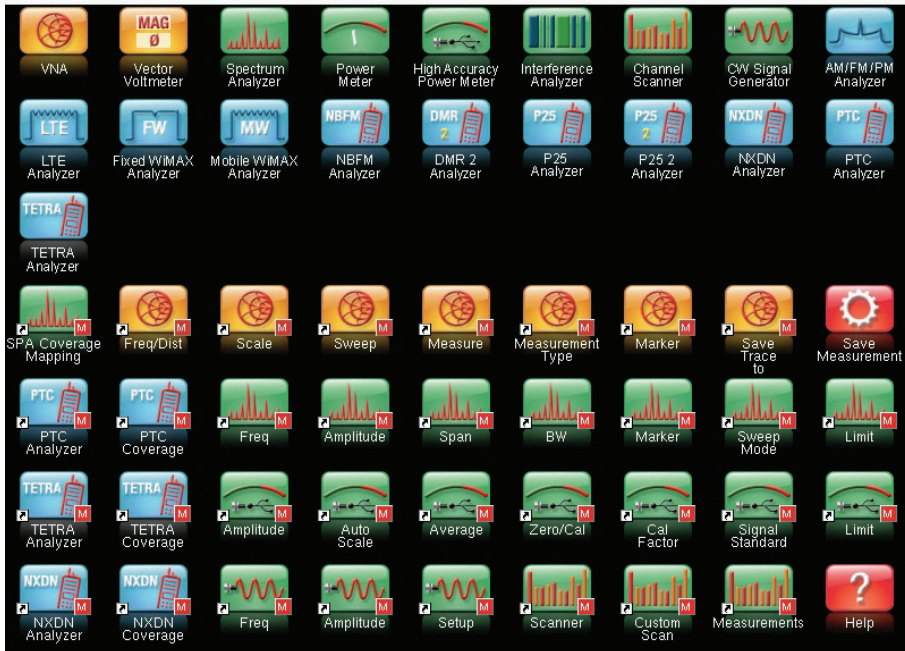 MAG
Ø
VNA
Vector
Voltmeter
Spectrum
Analyzer
Power
Meter
High Accuracy
Power Meter
Interference
Analyzer
Channel
Scanner
CW Signal
Generator
AM/FM/PM
Analyzer
LTE
FW
MW
NBFM
DMR
2
P25
P25
2
NXDN
PTC
LTE
Analyzer
Fixed WiMAX
Analyzer
Mobile WiMAX
Analyzer
NBFM
Analyzer
DMR 2
Analyzer
P25
Analyzer
P25 2
Analyzer
NXDN
Analyzer
PTC
Analyzer
TETRA
TETRA
Analyzer
M
M
M
M
M
M
M
M
SPA Coverage
Mapping
Freq/Dist
Scale
Sweep
Measure
Measurement
Type
Marker
Save
Trace
to
Save
Measurement
PTC
PTC
M
M
M
M
M
M
M
M
M
PTC
Analyzer
PTC
Coverage
Freq
Amplitude
Span
BW
Marker
Sweep
Mode
Limit
TETRA
TETRA
M
M
M
M
M
M
M
M
M
TETRA
Analyzer
TETRA
Coverage
Amplitude
Auto
Scale
Average
Zero/Cal
Cal
Factor
Signal
Standard
Limit
NXDN
NXDN
?
M
M
M
M
M
M
M
M
NXDN
Analyzer
NXDN
Coverage
Freq
Amplitude
Setup
Scanner
Custom
Scan
Measurements
Help